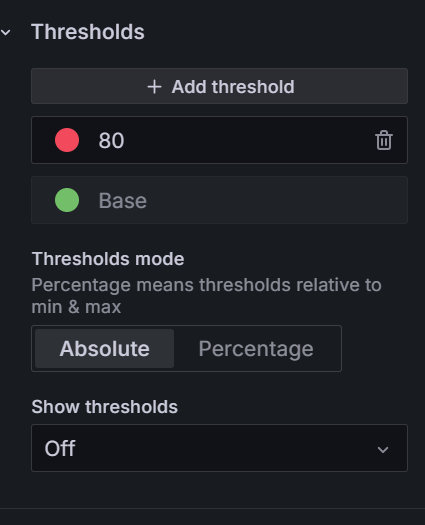 Thresholds
+ Add threshold
80
Base
Thresholds mode
Percentage means thresholds relative to
min & max
Absolute Percentage
Show thresholds
Off